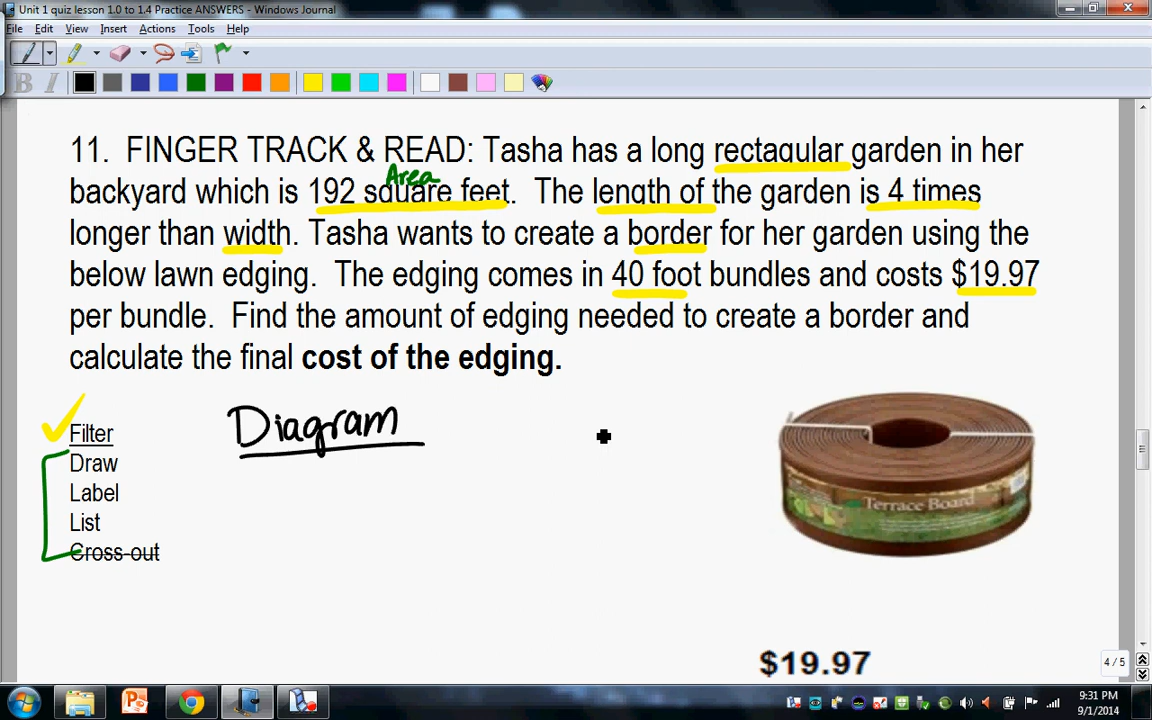 Unit 1 quiz lesson 1.0 to 1.4 Practice ANSWERS - Windows Journal
File Edit View Insert Actions Tools Help
B I
11. FINGER TRACK & READ: Tasha has a long rectagular garden in her
Area
backyard which is 192 square feet. The length of the garden is 4 times
longer than width. Tasha wants to create a border for her garden using the
below lawn edging. The edging comes in 40 foot bundles and costs $19.97
per bundle. Find the amount of edging needed to create a border and
calculate the final cost of the edging.
Diagram
Filter
Draw
Label
List
Cross-out
Terrace Board
$19.97
4 / 5
9:31 PM
9/1/2014